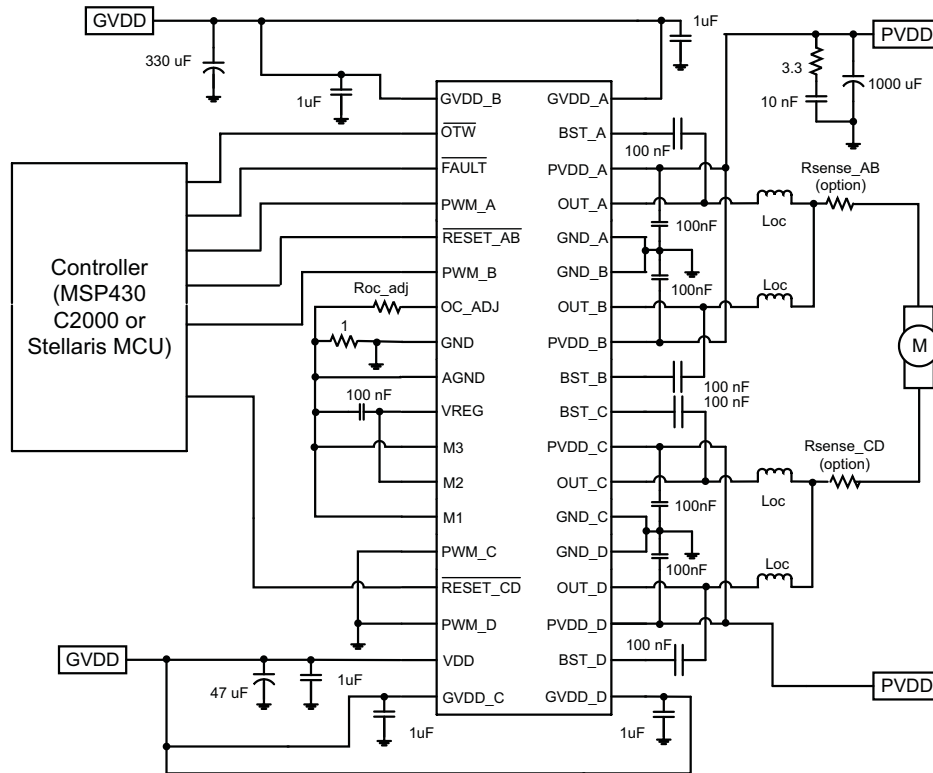 GVDD
1uF
PVDD
330 uF
3.3
1000 uF
1uF
10 nF
GVDD_B
GVDD_A
OTW
BST_A
100 nF
FAULT
PVDD_A
Rsense_AB
(option)
PWM_A
OUT_A
100nF
Loc
RESET_AB
GND_A
Controller
(MSP430
C2000 or
Stellaris MCU)
PWM_B
GND_B
100nF
Loc
Roc_adj
OC_ADJ
OUT_B
1
GND
PVDD_B
M
AGND
BST_B
100 nF
100 nF
100 nF
VREG
BST_C
M3
PVDD_C
Rsense_CD
(option)
M2
OUT_C
100nF
Loc
M1
GND_C
PWM_C
GND_D
100nF
Loc
RESET_CD
OUT_D
PWM_D
PVDD_D
100 nF
GVDD
VDD
BST_D
47 uF
1uF
GVDD_C
GVDD_D
PVDD
1uF
1uF